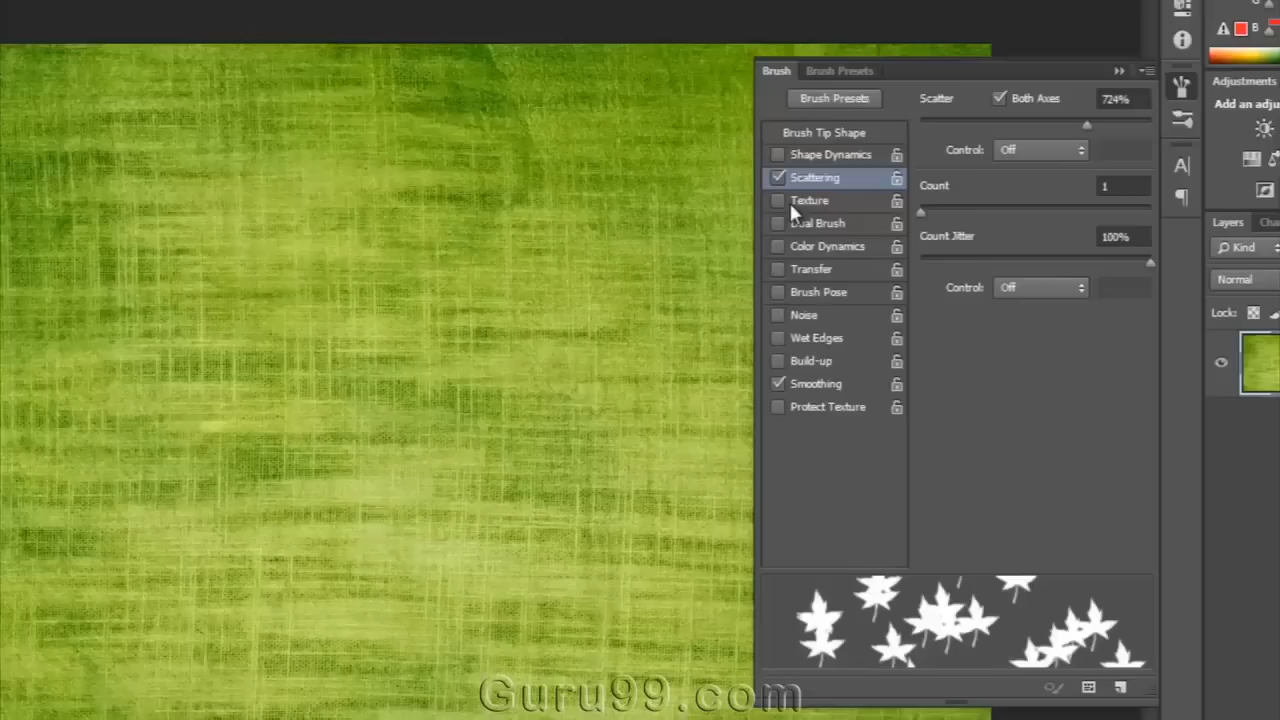 Brush
Brush Presets
Brush Presets
Scatter
Both Axes
724%
Brush Tip Shape
Shape Dynamics
Control:
Off
Scattering
Count
1
Texture
Dual Brush
Count Jitter
100%
Color Dynamics
Transfer
Control:
Off
Brush Pose
Noise
Wet Edges
Build-up
Smoothing
Protect Texture
B
Adjustments
Add an adju
A
Layers
Cha
Kind
Normal
Lock:
Guru99.com